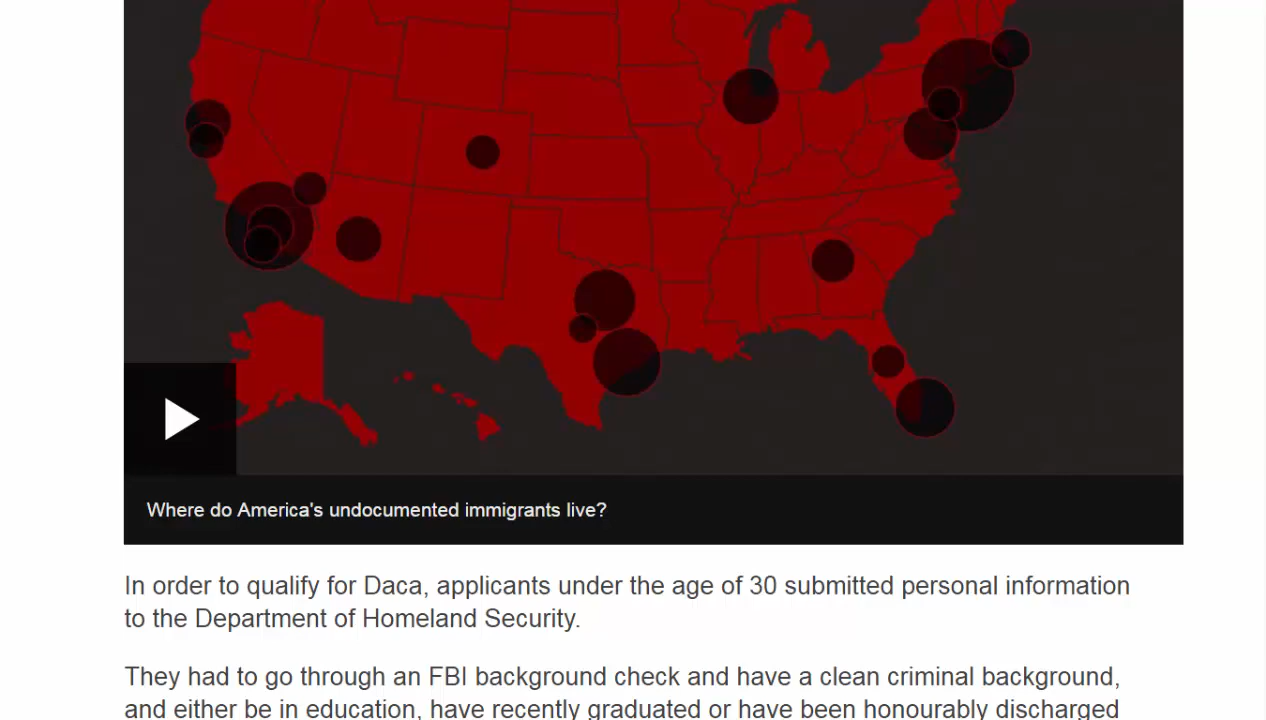 Where do America's undocumented immigrants live?
In order to qualify for Daca, applicants under the age of 30 submitted personal information
to the Department of Homeland Security.
They had to go through an FBI background check and have a clean criminal background,
and either be in education, have recently graduated or have been honourably discharged